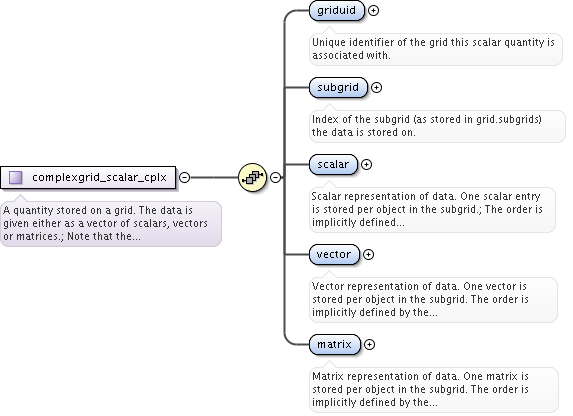 griduid
Unique identifier of the grid this scalar quantity is
associated with.
subgrid
Index of the subgrid (as stored in grid.subgrids)
the data is stored on.
complexgrid_scalar_cplx
A quantity stored on a grid. The data is
given either as a vector of scalars, vectors
or matrices.; Note that the...
scalar
Scalar representation of data. One scalar entry
is stored per object in the subgrid.; The order is
implicitly defined...
vector
Vector representation of data. One vector is
stored per object in the subgrid. The order is
implicitly defined by the...
matrix
Matrix representation of data. One matrix is
stored per object in the subgrid. The order is
implicitly defined by the...